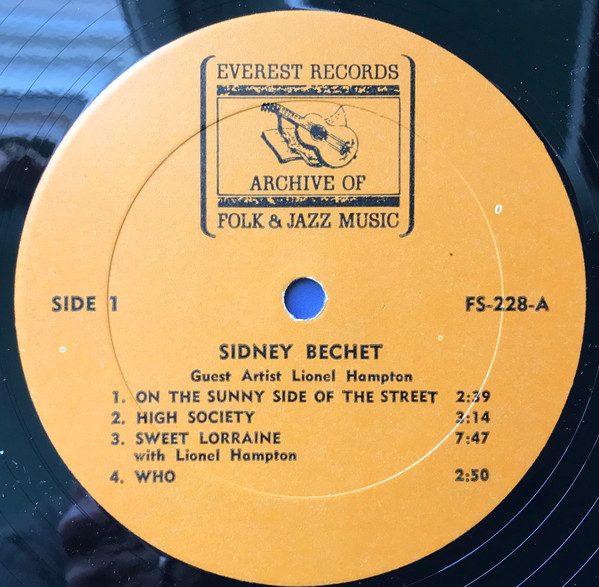 EVEREST RECORDS
ARCHIVE OF
FOLK & JAZZ MUSIC
SIDE 1
FS-228-A
SIDNEY BECHET
Guest Artist Lionel Hampton
1. ON THE SUNNY SIDE OF THE STREET 2:39
2. HIGH SOCIETY 3:14
3. SWEET LORRAINE 7:47
with Lionel Hampton
4. WHO 2:50